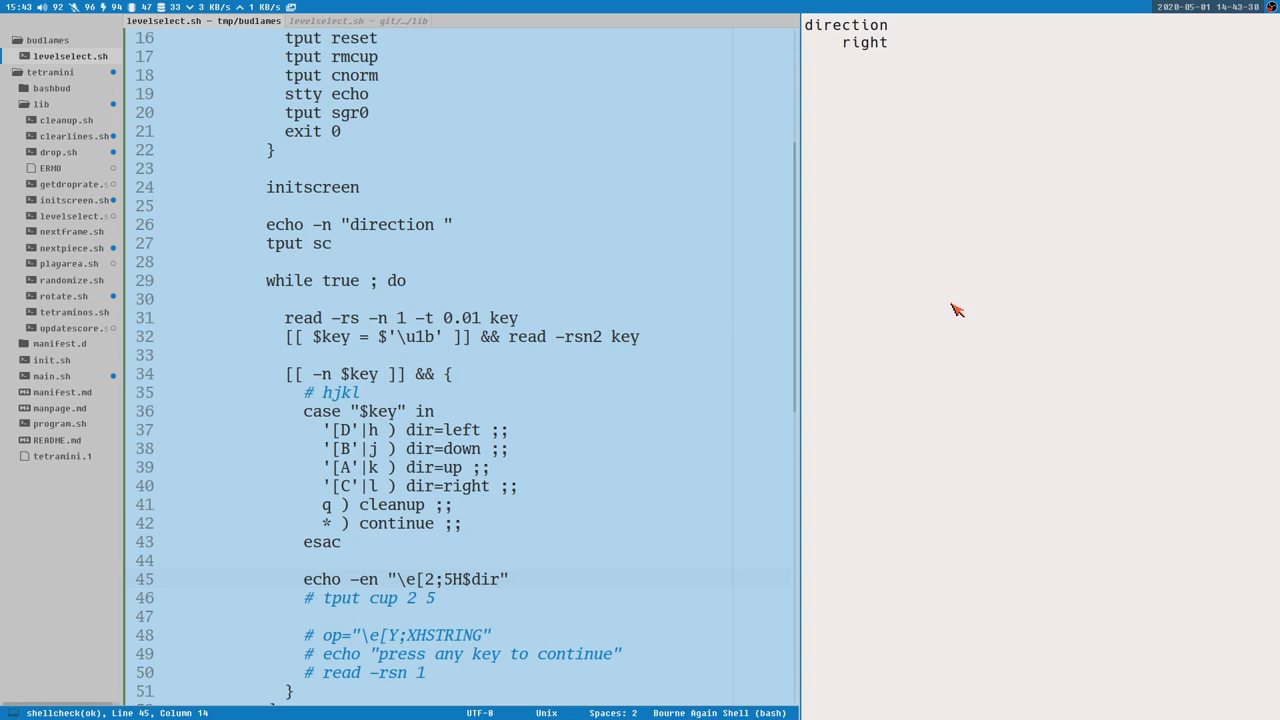 15:43 92 96 94 47 33 3 KB/s 1 KB/s
2020-05-01 14-43-30
levelselect.sh — tmp/budlames levelselect.sh — git/…/lib
budlames
levelselect.sh
tetramini
bashbud
lib
cleanup.sh
clearlines.sh
drop.sh
ERMO
getdroprate.s
initscreen.sh
levelselect.s
nextframe.sh
nextpiece.sh
playarea.sh
randomize.sh
rotate.sh
tetraminos.sh
updatescore.s
manifest.d
init.sh
main.sh
manifest.md
manpage.md
program.sh
README.md
tetramini.1
16 tput reset
17 tput rmcup
18 tput cnorm
19 stty echo
20 tput sgr0
21 exit 0
22 }
23
24 initscreen
25
26 echo -n "direction "
27 tput sc
28
29 while true ; do
30
31 read -rs -n 1 -t 0.01 key
32 [[ $key = $'\u1b' ]] && read -rsn2 key
33
34 [[ -n $key ]] && {
35 # hjkl
36 case "$key" in
37 '[D'|h ) dir=left ;;
38 '[B'|j ) dir=down ;;
39 '[A'|k ) dir=up ;;
40 '[C'|l ) dir=right ;;
41 q ) cleanup ;;
42 * ) continue ;;
43 esac
44
45 echo -en "\e[2;5H$dir"
46 # tput cup 2 5
47
48 # op="\e[Y;XHSTRING"
49 # echo "press any key to continue"
50 # read -rsn 1
51 }
direction
right
shellcheck(ok), Line 45, Column 14 UTF-8 Unix Spaces: 2 Bourne Again Shell (bash)